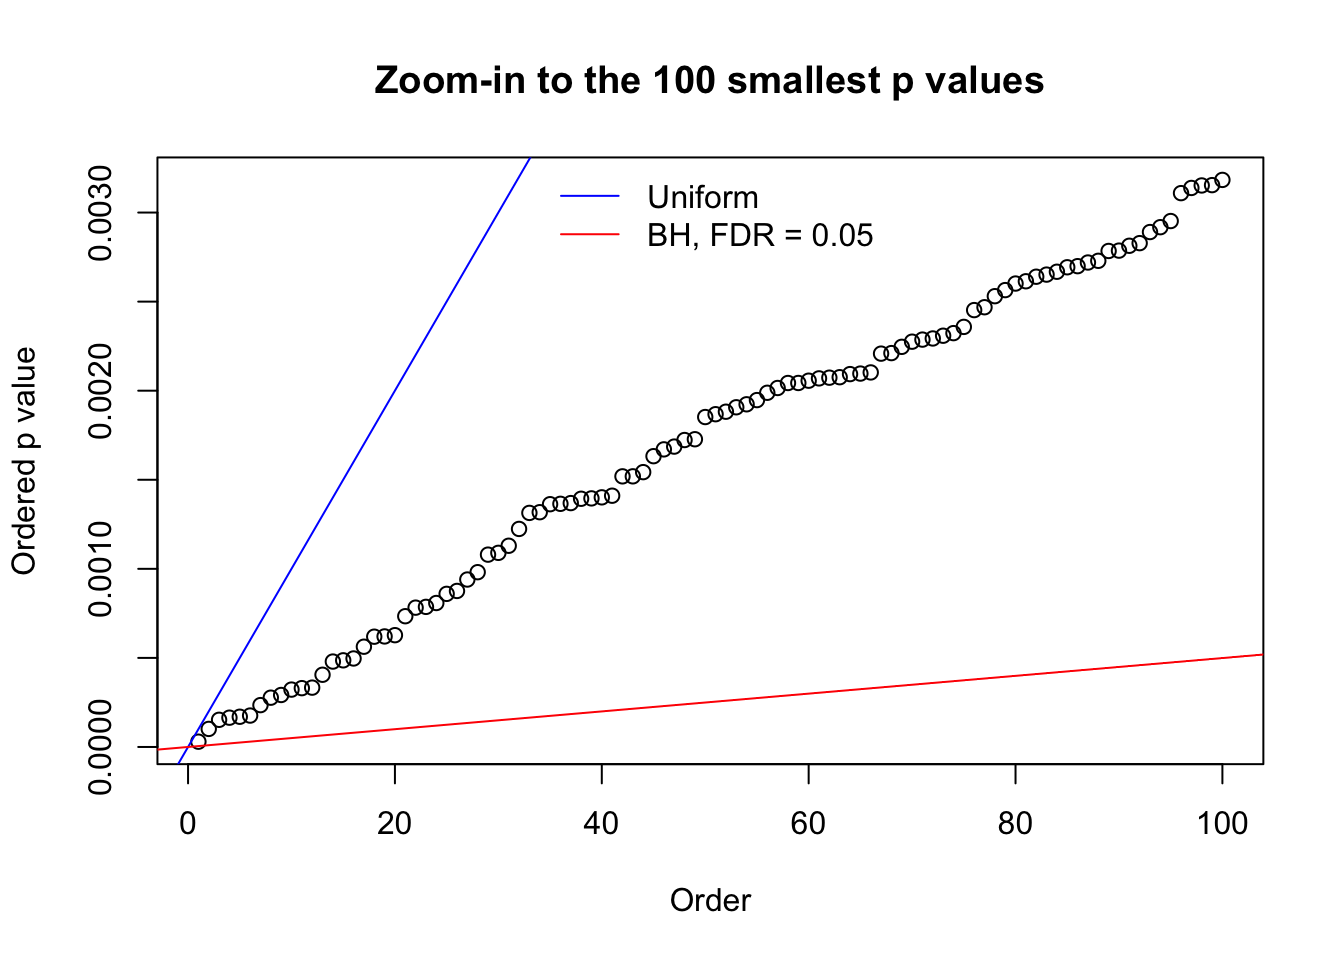 Zoom-in to the 100 smallest p values
Uniform
BH, FDR = 0.05
Ordered p value
0.0030
0.0020
0.0010
0.0000
0 20 40 60 80 100
Order